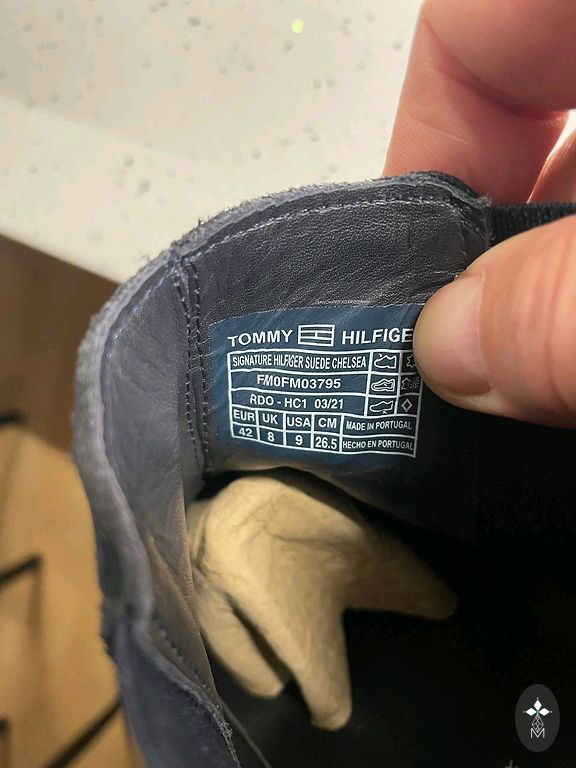 TOMMY HILFIGE
SIGNATURE HILFIGER SUEDE CHELSEA
FM0FM03795
RDO - HC1 03/21
EUR UK USA CM MADE IN PORTUGAL
42 8 9 26.5 HECHO EN PORTUGAL
M